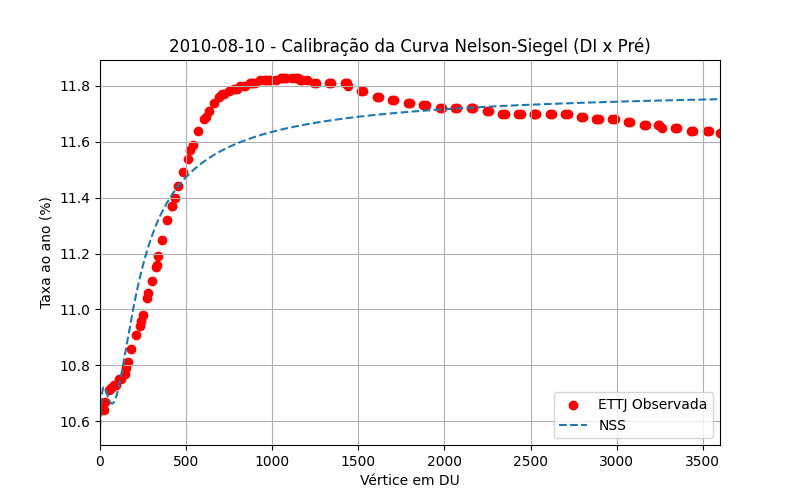 2010-08-10 - Calibração da Curva Nelson-Siegel (DI x Pré)
Taxa ao ano (%)
11.8
11.6
11.4
11.2
11.0
10.8
10.6
ETTJ Observada
NSS
0 500 1000 1500 2000 2500 3000 3500
Vértice em DU